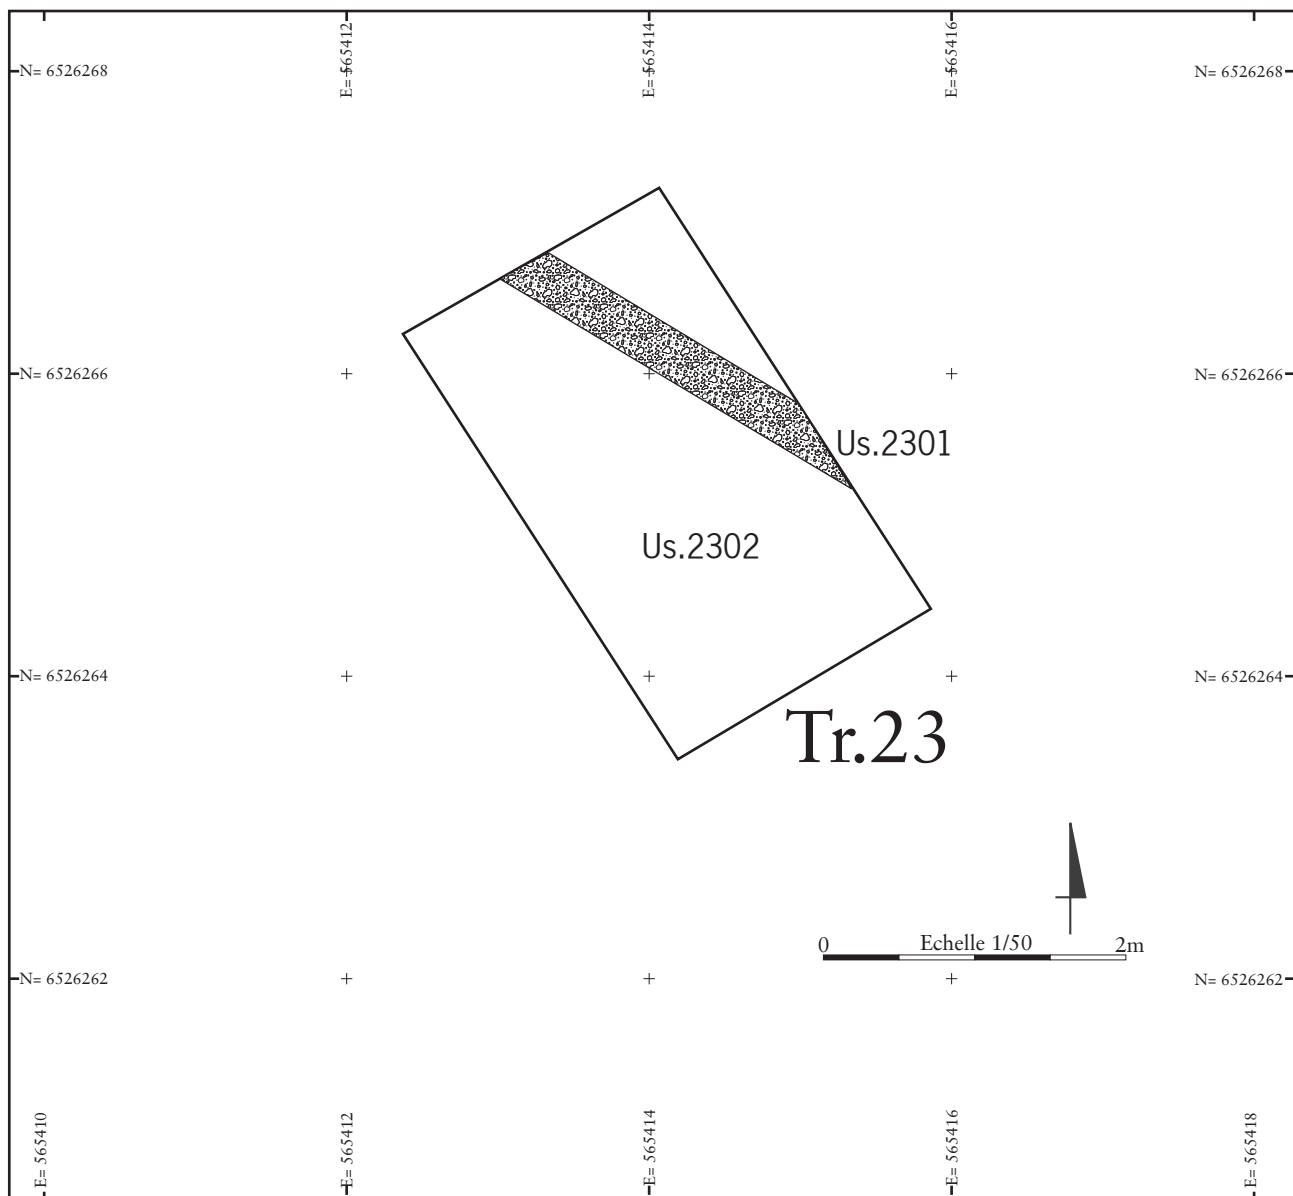 E= 565412
E= 565414
E= 565416
N= 6526268
N= 6526268
N= 6526266
N= 6526266
Us.2301
Us.2302
N= 6526264
N= 6526264
Tr.23
0 Echelle 1/50 2m
N= 6526262
N= 6526262
E= 565410
E= 565412
E= 565414
E= 565416
E= 565418